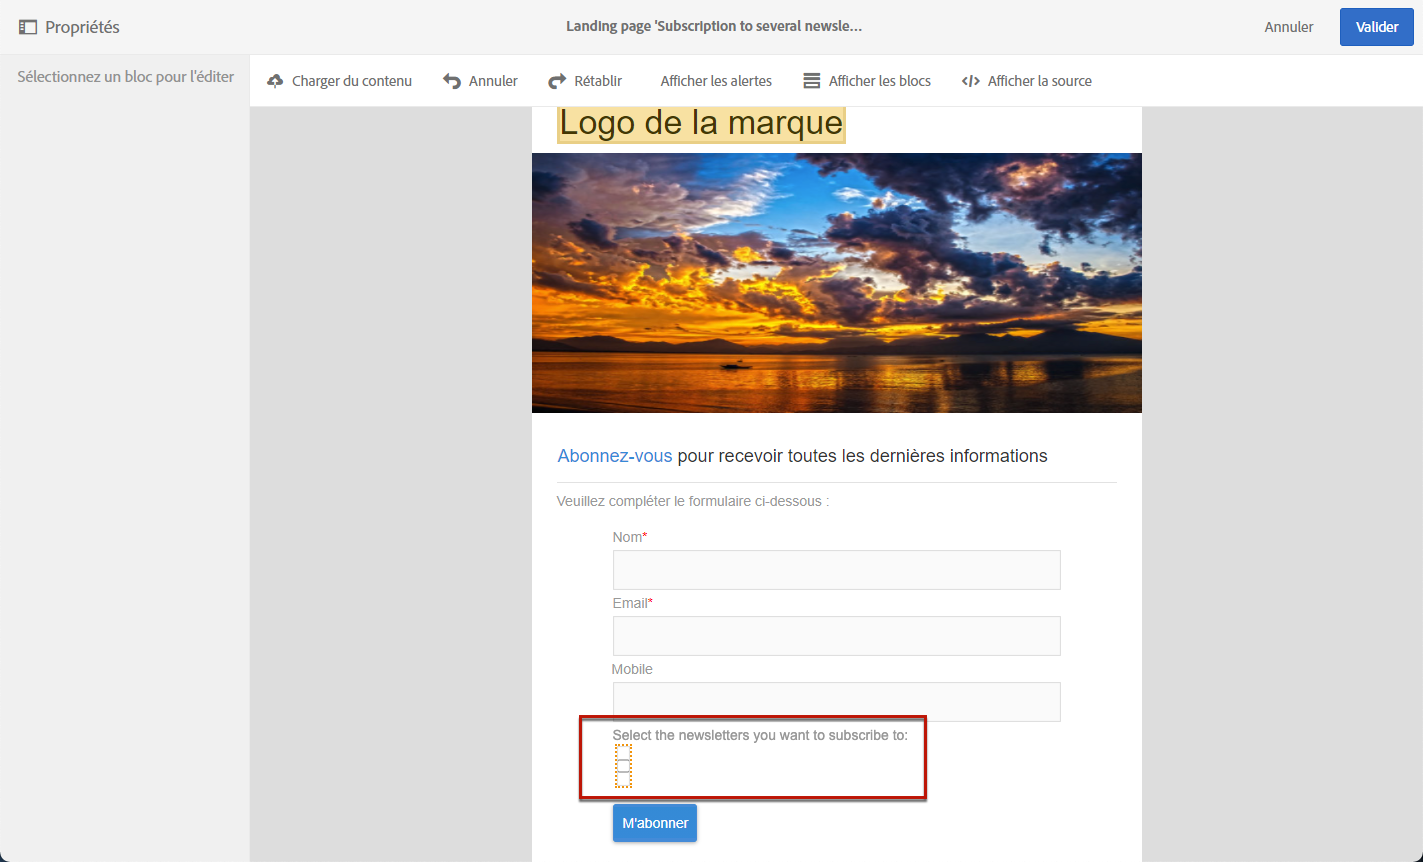 Propriétés
Landing page 'Subscription to several newsle...
Annuler
Valider
Sélectionnez un bloc pour l'éditer
Charger du contenu
Annuler
Rétablir
Afficher les alertes
Afficher les blocs
Afficher la source
Logo de la marque
Abonnez-vous pour recevoir toutes les dernières informations
Veuillez compléter le formulaire ci-dessous :
Nom*
Email*
Mobile
Select the newsletters you want to subscribe to:
M'abonner